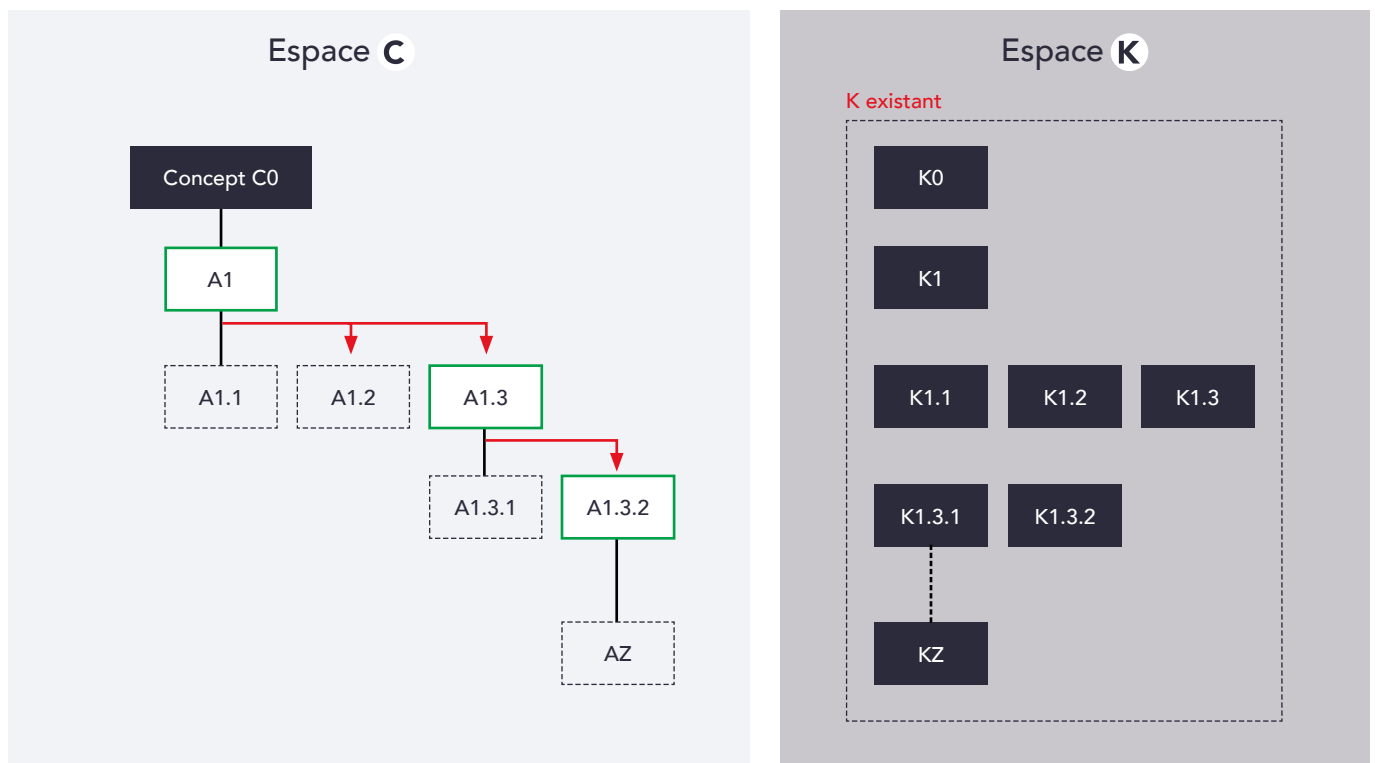 Espace C
Concept C0
A1
A1.1
A1.2
A1.3
A1.3.1
A1.3.2
AZ
Espace K
K existant
K0
K1
K1.1
K1.2
K1.3
K1.3.1
K1.3.2
KZ